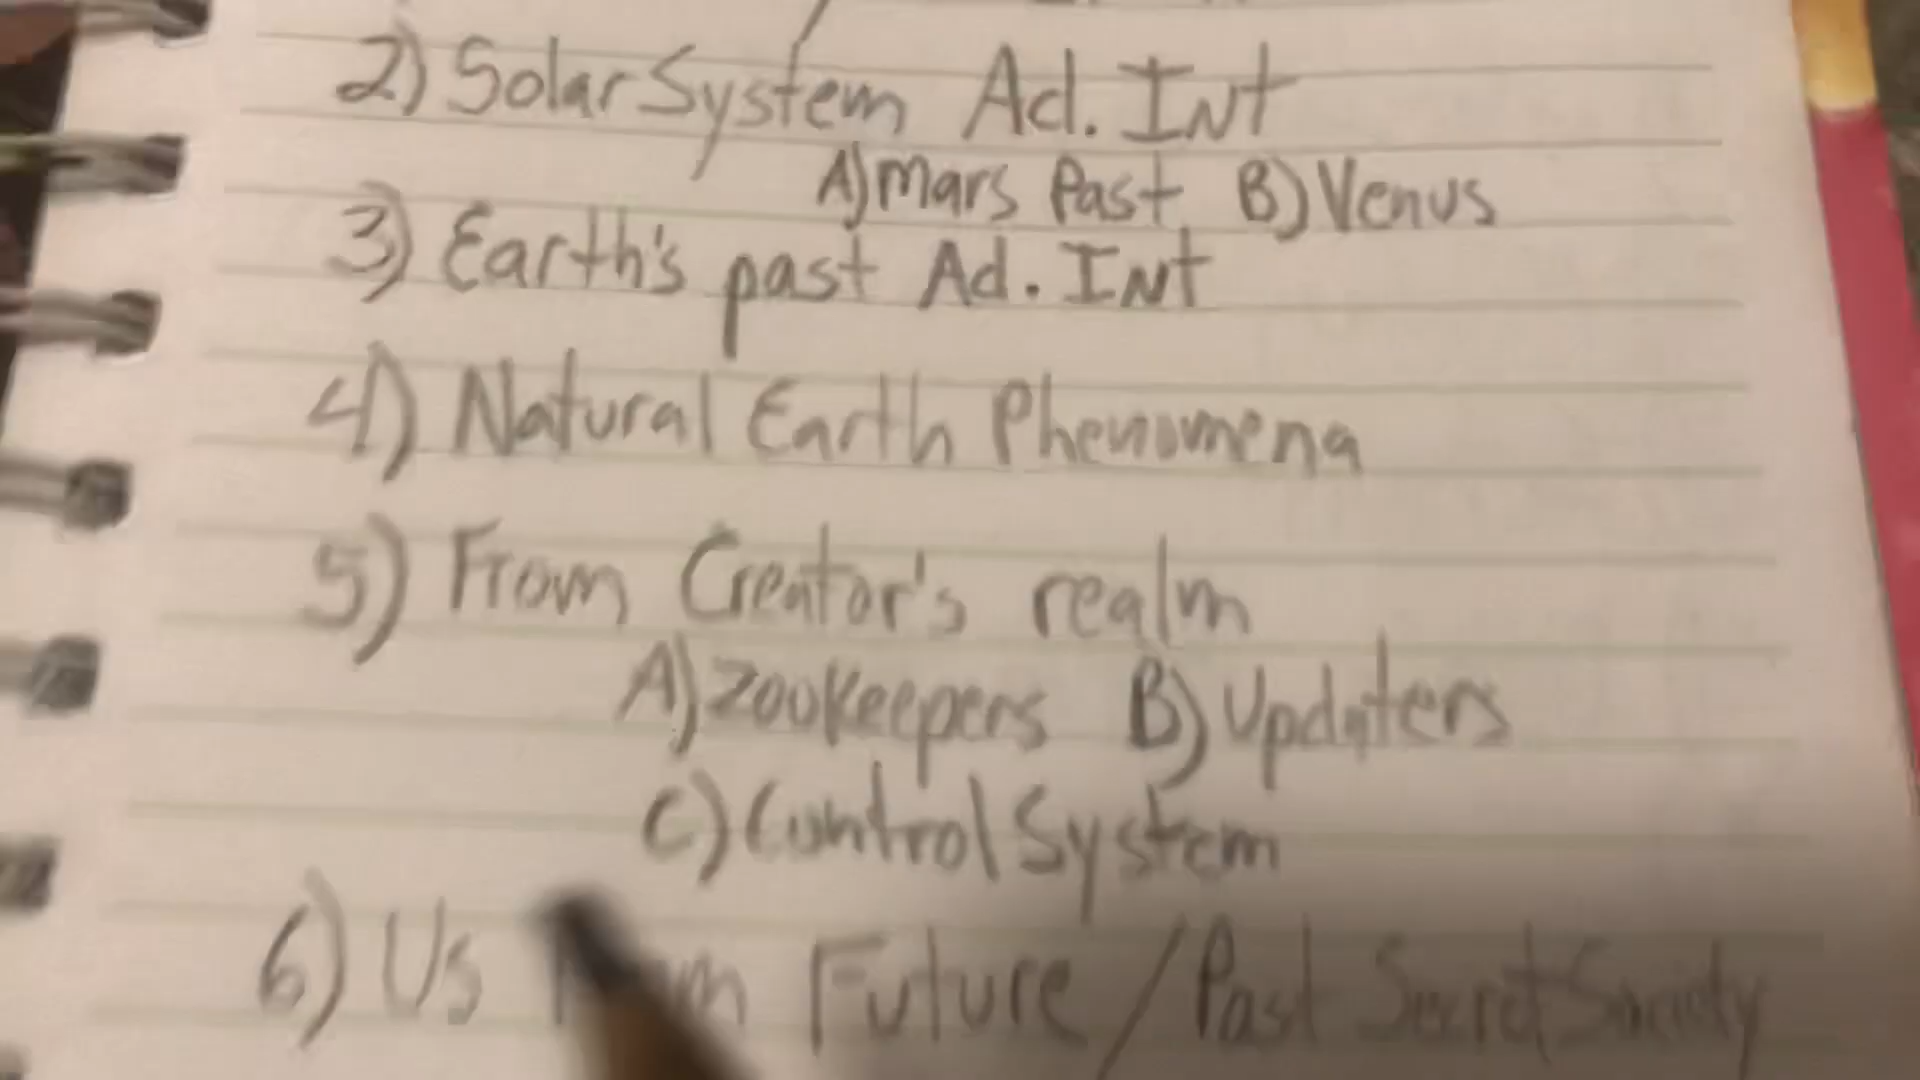 2) Solar System Ad. INt
A) Mars Past B) Venus
3) Earth's past Ad. INt
4) Natural Earth Phenomena
5) From Creator's realm
A) Zookeepers B) Updaters
C) Control System
6) Us Future / Past Secret Society